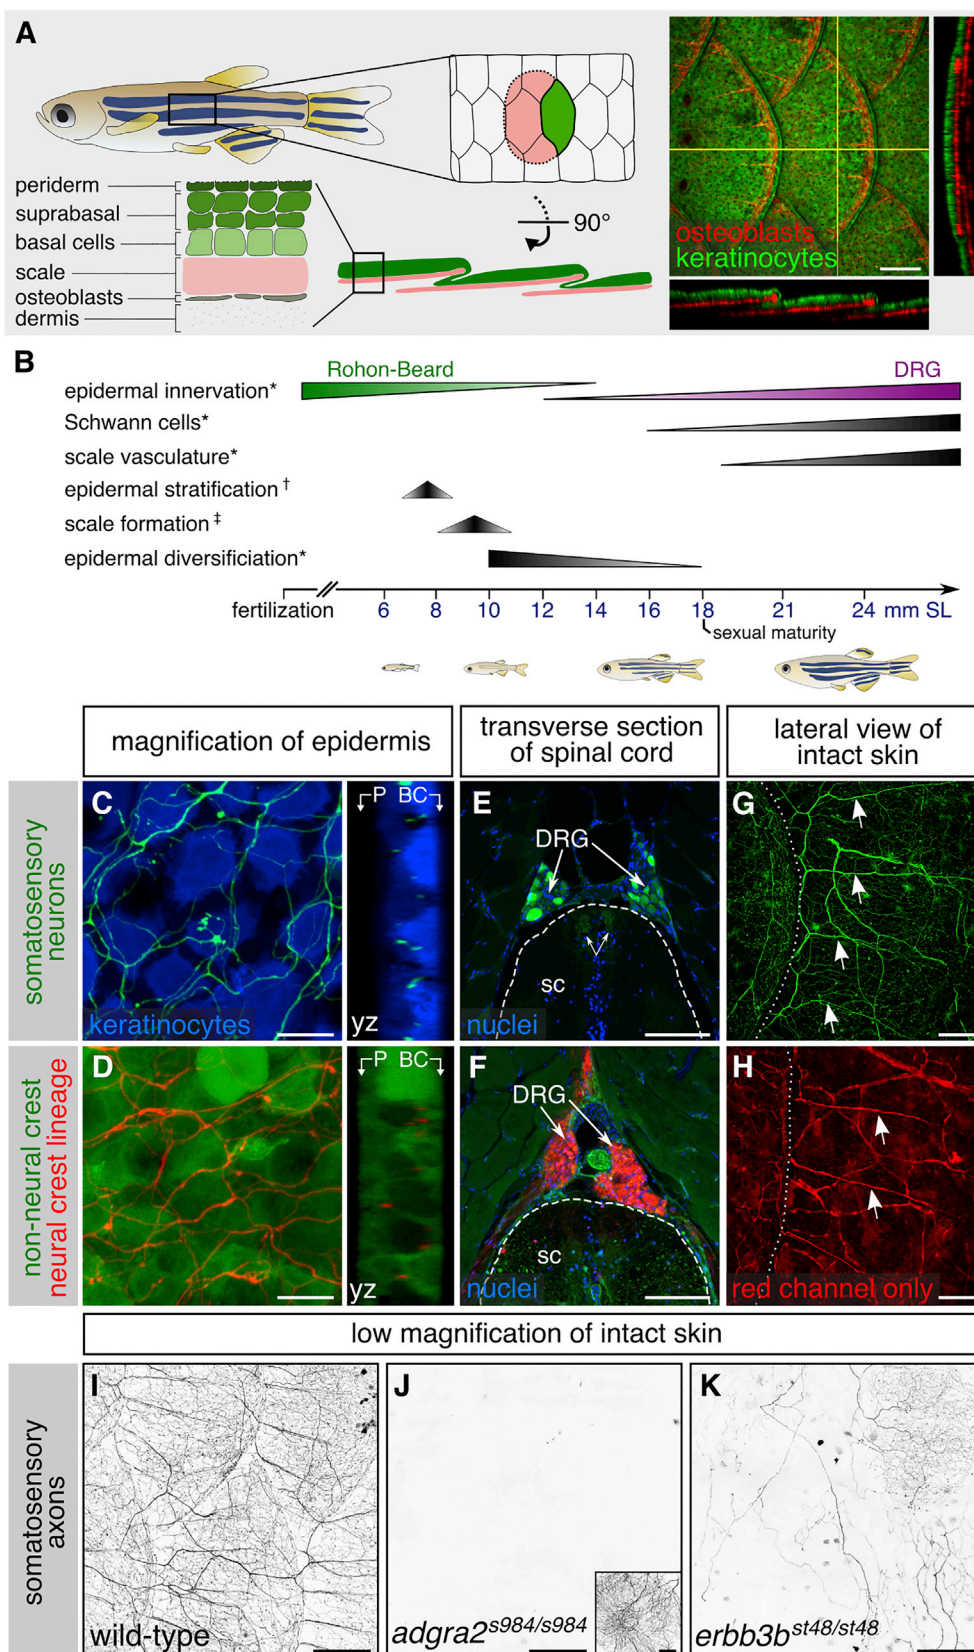 A
periderm
suprabasal
basal cells
scale
osteoblasts
dermis
90°
osteoblasts
keratinocytes
B
Rohon-Beard
DRG
epidermal innervation*
Schwann cells*
scale vasculature*
epidermal stratification†
scale formation‡
epidermal diversificiation*
fertilization 6 8 10 12 14 16 18 21 24 mm SL
sexual maturity
magnification of epidermis
transverse section
of spinal cord
lateral view of
intact skin
somatosensory
neurons
C
keratinocytes
P BC
yz
E
DRG
sc
nuclei
G
non-neural crest
neural crest lineage
D
P BC
yz
F
DRG
sc
nuclei
H
red channel only
low magnification of intact skin
somatosensory
axons
I
wild-type
J
adgra2s984/s984
K
erbb3bst48/st48